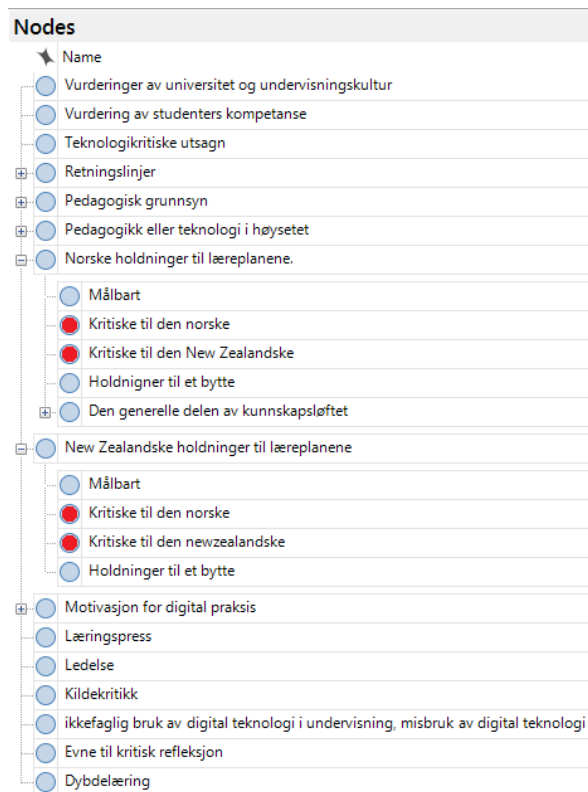 Nodes
Name
Vurderinger av universitet og undervisningskultur
Vurdering av studenters kompetanse
Teknologikritiske utsagn
Retningslinjer
Pedagogisk grunnsyn
Pedagogikk eller teknologi i høysetet
Norske holdninger til læreplanene.
Målbart
Kritiske til den norske
Kritiske til den New Zealandske
Holdnigner til et bytte
Den generelle delen av kunnskapsløftet
New Zealandske holdninger til læreplanene
Målbart
Kritiske til den norske
Kritiske til den newzealandske
Holdninger til et bytte
Motivasjon for digital praksis
Læringspress
Ledelse
Kildekritikk
ikkefaglig bruk av digital teknologi i undervisning, misbruk av digital teknologi
Evne til kritisk refleksjon
Dybdelæring